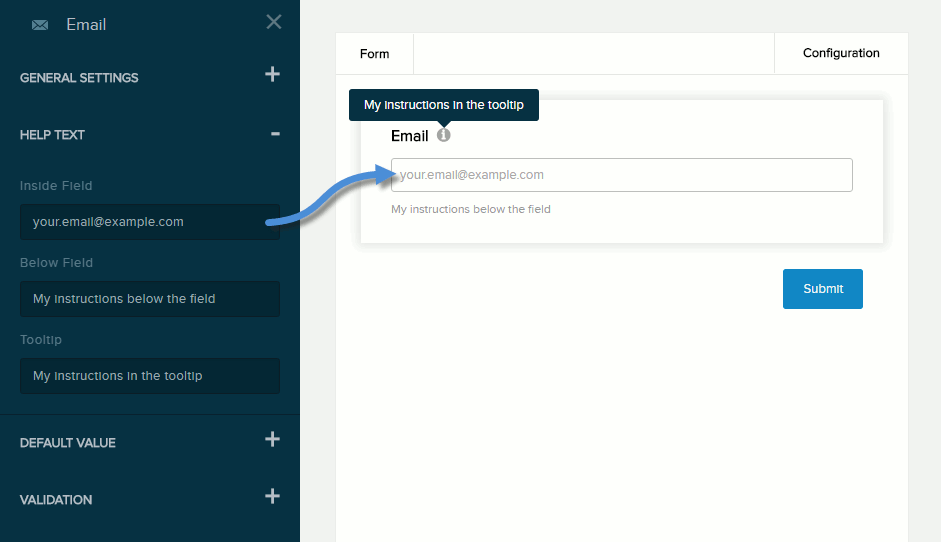 Email
GENERAL SETTINGS
HELP TEXT
Inside Field
your.email@example.com
Below Field
My instructions below the field
Tooltip
My instructions in the tooltip
DEFAULT VALUE
VALIDATION
Form
Configuration
My instructions in the tooltip
Email
your.email@example.com
My instructions below the field
Submit